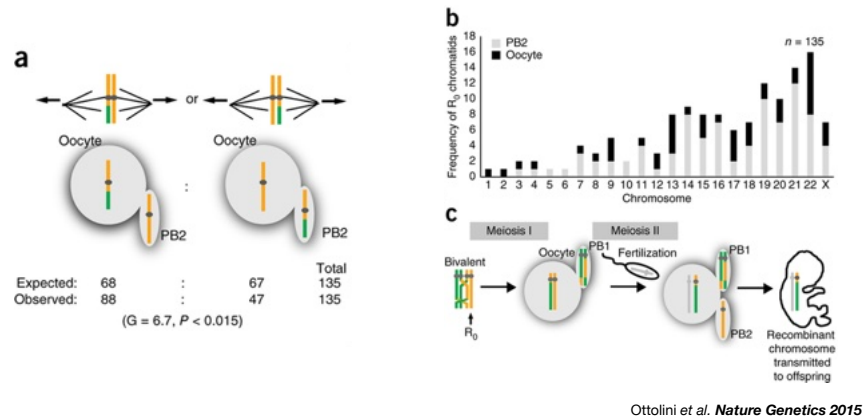 a
or
Oocyte
Oocyte
:
PB2
PB2
Total
Expected: 68 : 67 135
Observed: 88 : 47 135
(G = 6.7, P < 0.015)
b
Frequency of R0 chromatids
18
16
14
12
10
8
6
4
2
0
PB2
Oocyte
n = 135
1 2 3 4 5 6 7 8 9 10 11 12 13 14 15 16 17 18 19 20 21 22 X
Chromosome
c
Meiosis I
Meiosis II
Bivalent
Oocyte
PB1
Fertilization
PB1
R0
PB2
Recombinant
chromosome
transmitted
to offspring
Ottolini et al. Nature Genetics 2015